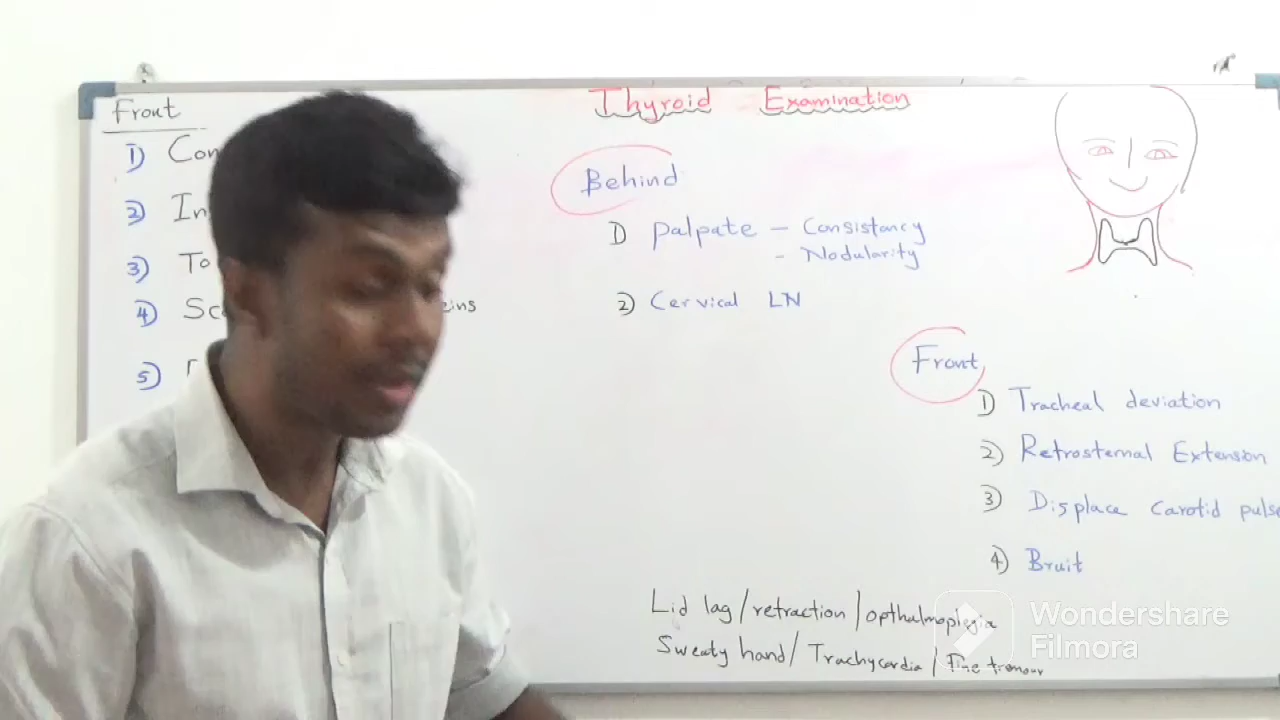 Thyroid Examination
Front
1) Con
2) In
3) To
4) Sc eins
5)
Behind
1) Palpate - Consistancy
- Nodularity
2) Cervical LN
Front
1) Tracheal deviation
2) Retrosternal Extension
3) Displace carotid pulse
4) Bruit
Lid lag/retraction/opthalmoplegia
Sweaty hand/Trachycardia/Fine tremour
Wondershare
Filmora